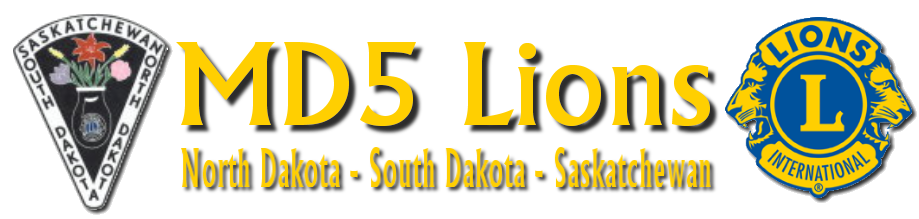 SASKATCHEWAN
SOUTH DAKOTA
NORTH DAKOTA
MD5 Lions
North Dakota - South Dakota - Saskatchewan
LIONS
L
INTERNATIONAL
®